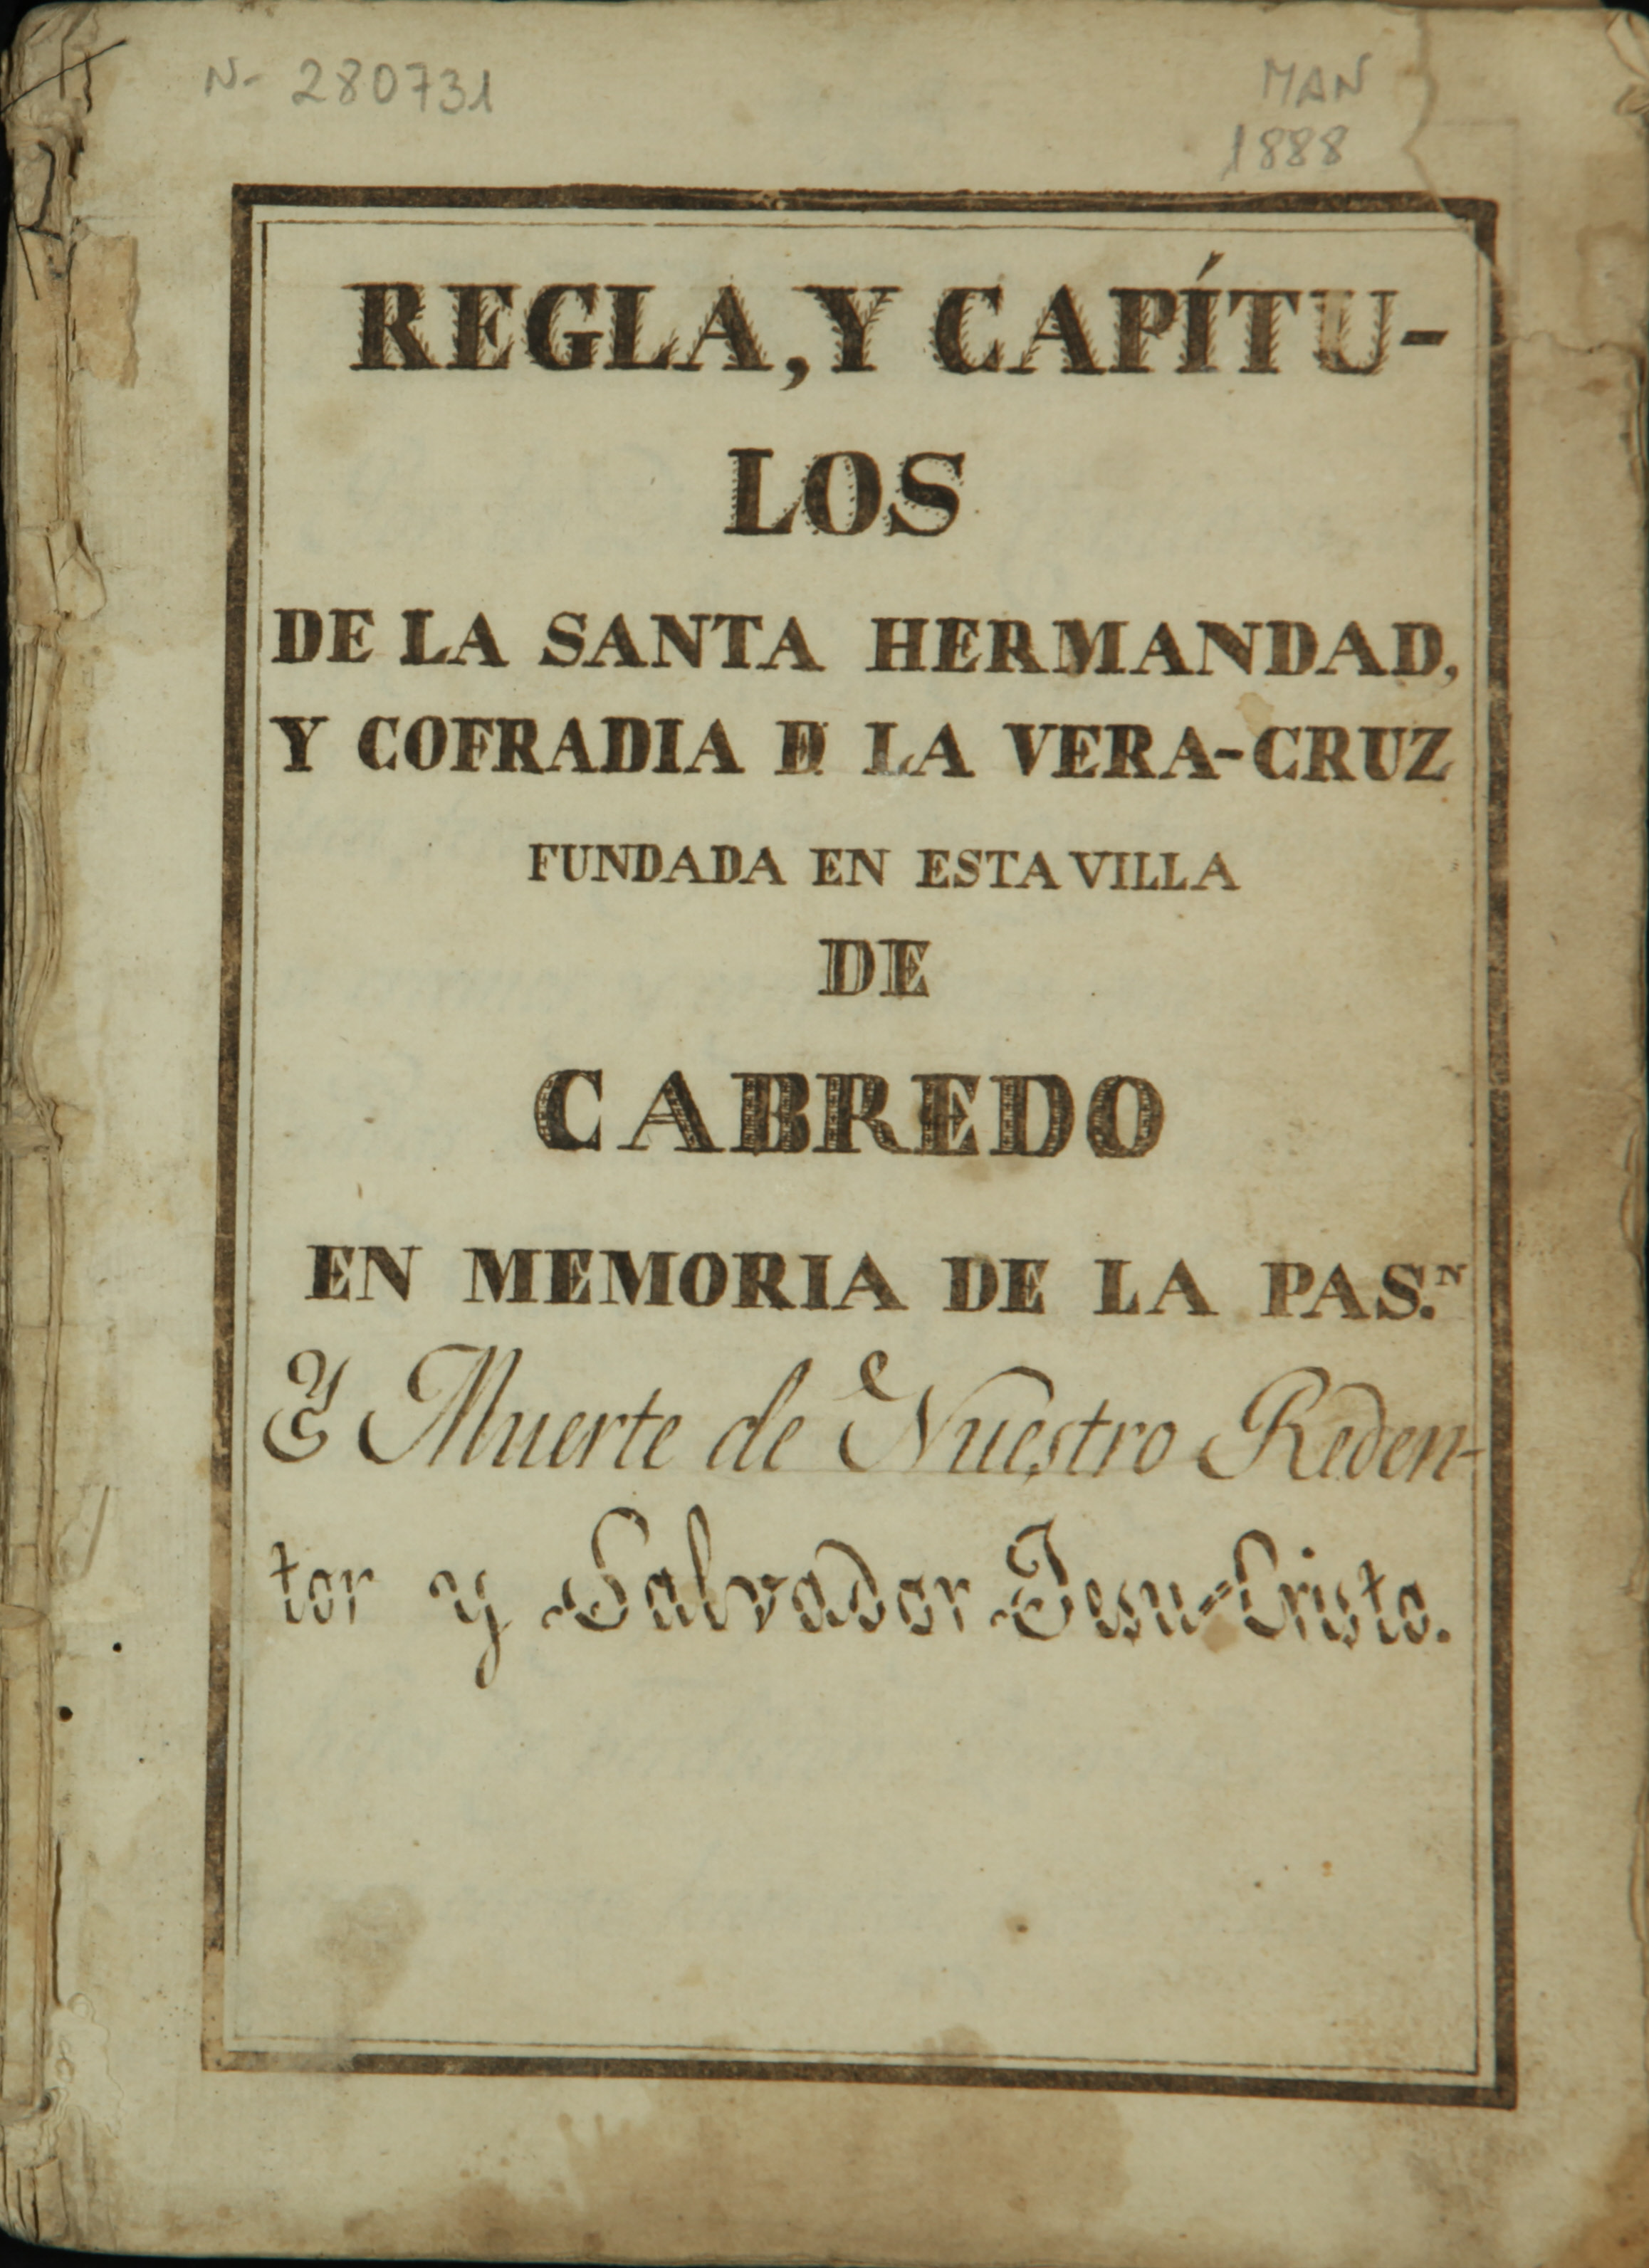 N- 280731
MAN
1888
REGLA, Y CAPÍTU-
LOS
DE LA SANTA HERMANDAD,
Y COFRADIA D LA VERA-CRUZ
FUNDADA EN ESTA VILLA
DE
CABREDO
EN MEMORIA DE LA PAS.N
Y Muerte de Nuestro Reden-
tor y Salvador Jesu-Cristo.